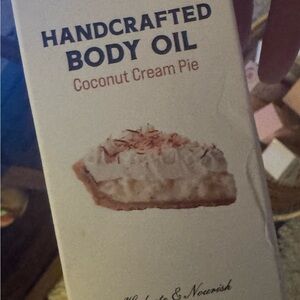 HANDCRAFTED
BODY OIL
Coconut Cream Pie
& Nourish